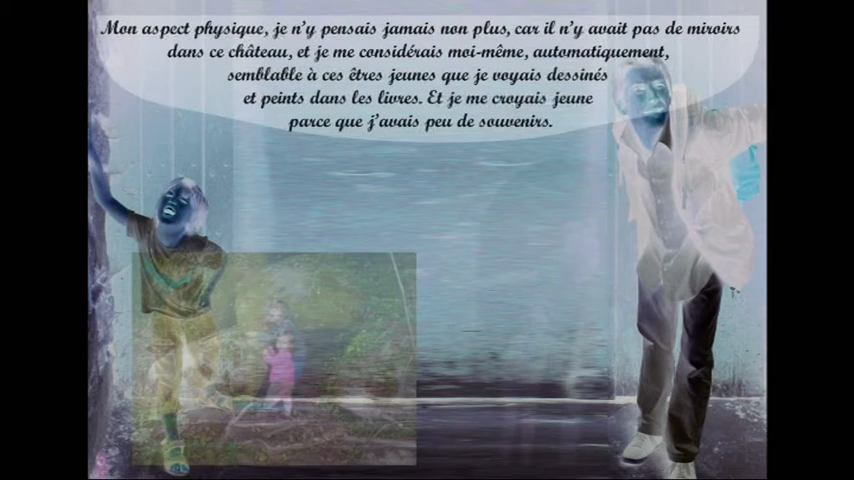 Mon aspect physique, je n'y pensais jamais non plus, car il n'y avait pas de miroirs
dans ce château, et je me considérais moi-même, automatiquement,
semblable à ces êtres jeunes que je voyais dessinés
et peints dans les livres. Et je me croyais jeune
parce que j'avais peu de souvenirs.